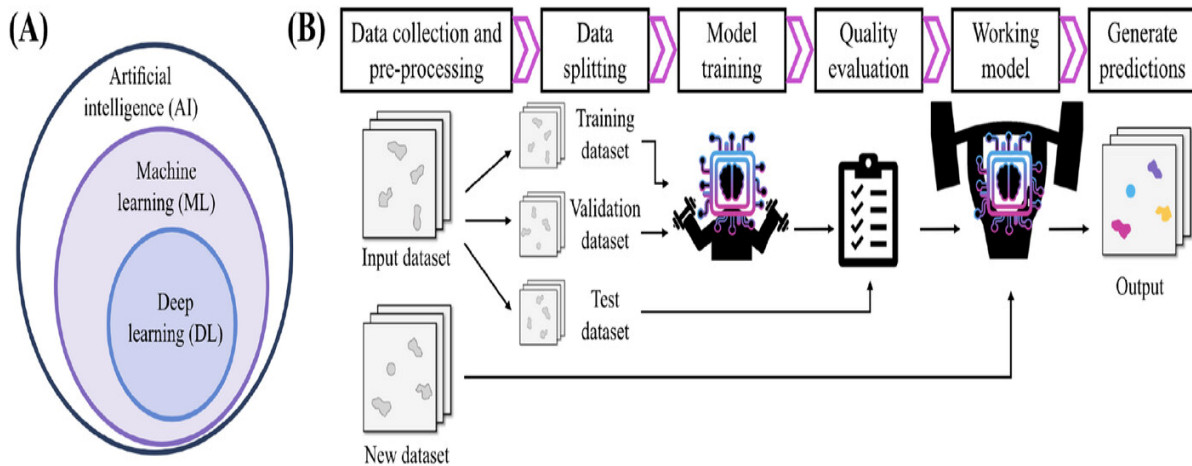 (A)
Artificial
intelligence (AI)
Machine
learning (ML)
Deep
learning (DL)
(B)
Data collection and
pre-processing
Data
splitting
Model
training
Quality
evaluation
Working
model
Generate
predictions
Input dataset
Training
dataset
Validation
dataset
Test
dataset
Output
New dataset